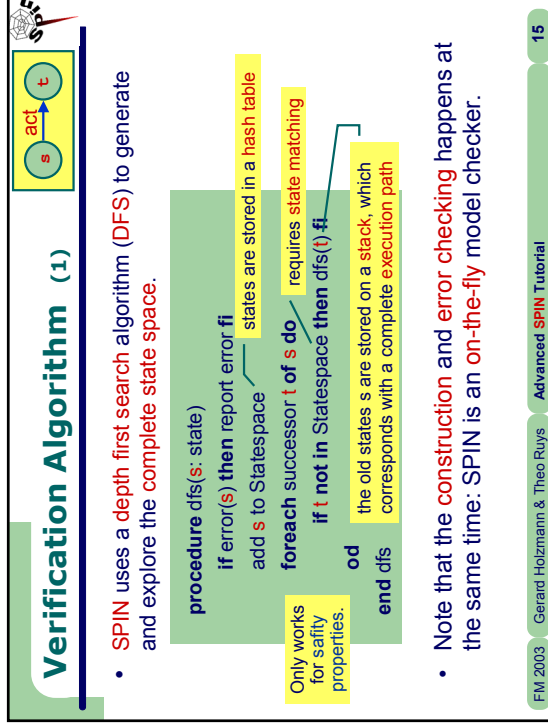 Verification Algorithm (1)
s act t
Spin
• SPIN uses a depth first search algorithm (DFS) to generate
and explore the complete state space.
procedure dfs(s: state)
if error(s) then report error fi
add s to Statespace
states are stored in a hash table
foreach successor t of s do
requires state matching
if t not in Statespace then dfs(t) fi
the old states s are stored on a stack, which
corresponds with a complete execution path
od
end dfs
Only works
for safity
properties.
• Note that the construction and error checking happens at
the same time: SPIN is an on-the-fly model checker.
FM 2003 Gerard Holzmann & Theo Ruys Advanced SPIN Tutorial 15